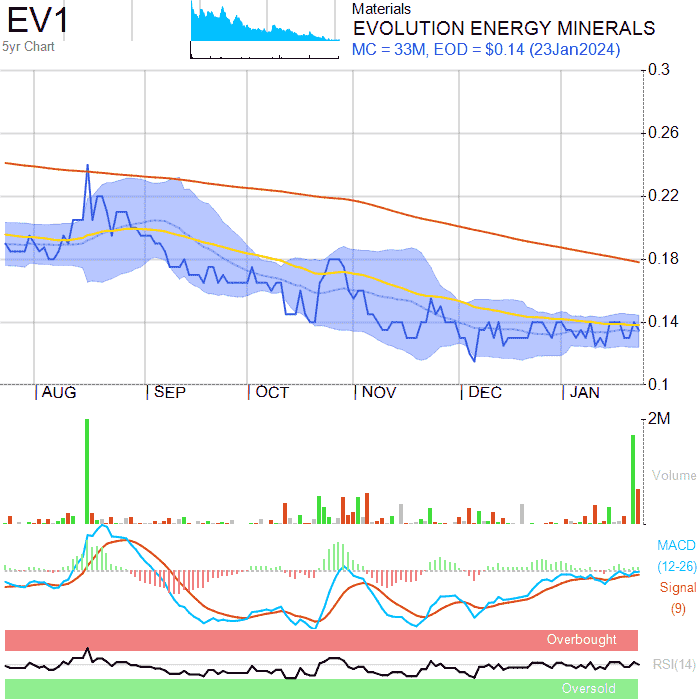 EV1
5yr Chart
Materials
EVOLUTION ENERGY MINERALS
MC = 33M, EOD = $0.14 (23Jan2024)
0.3
0.26
0.22
0.18
0.14
0.1
AUG SEP OCT NOV DEC JAN
2M
Volume
MACD
(12-26)
Signal
(9)
Overbought
RSI(14)
Oversold